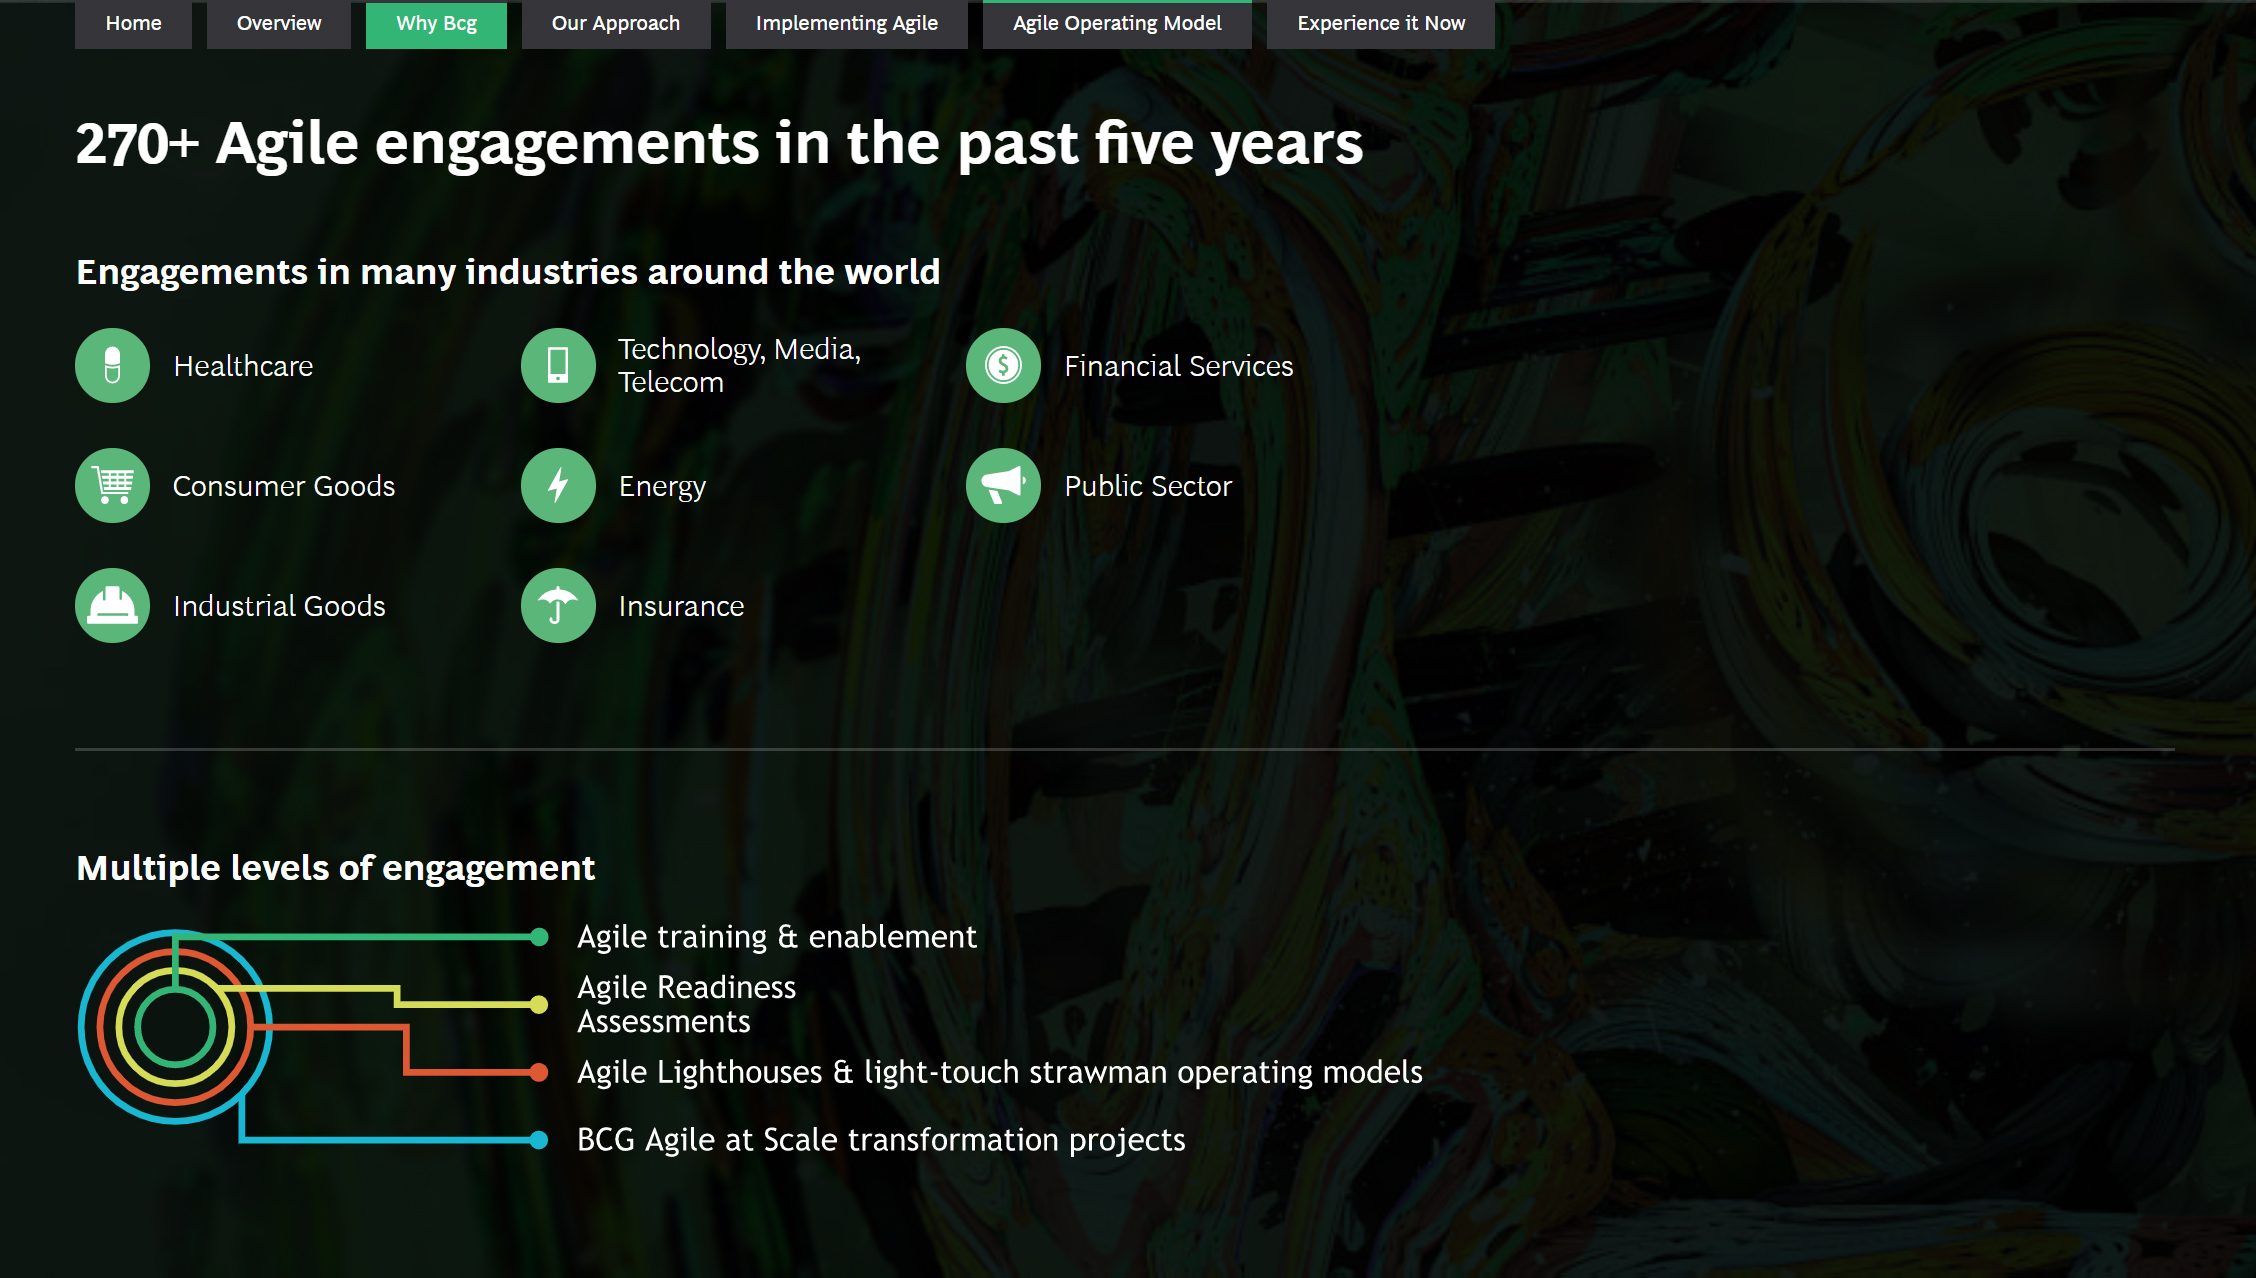 Home
Overview
Why Bcg
Our Approach
Implementing Agile
Agile Operating Model
Experience it Now
270+ Agile engagements in the past five years
Engagements in many industries around the world
Healthcare
Technology, Media,
Telecom
Financial Services
Consumer Goods
Energy
Public Sector
Industrial Goods
Insurance
Multiple levels of engagement
Agile training & enablement
Agile Readiness
Assessments
Agile Lighthouses & light-touch strawman operating models
BCG Agile at Scale transformation projects